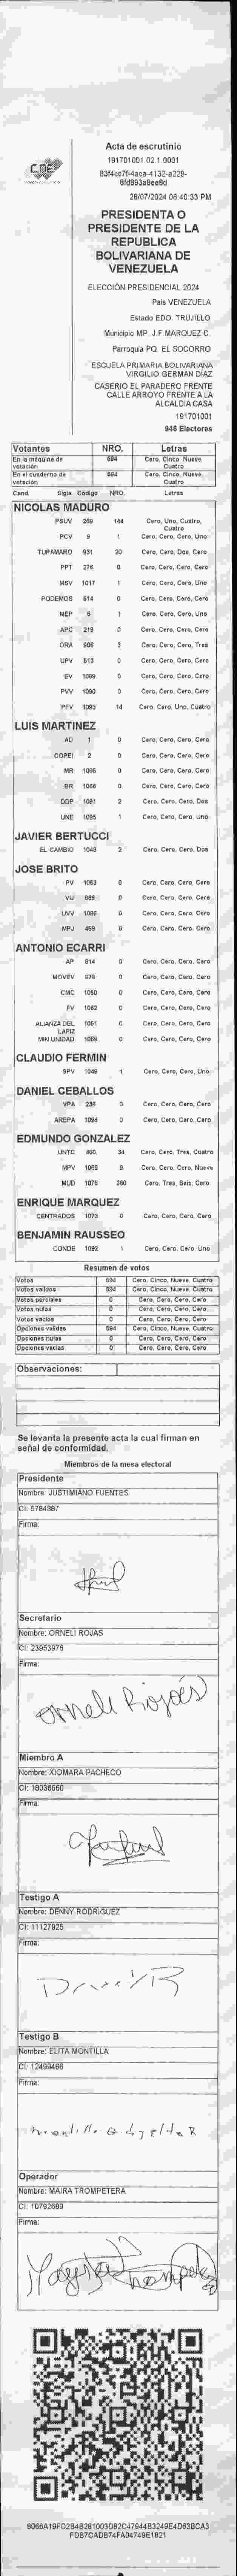 CNE
Acta de escrutinio
191701001.02.1.0001
28/07/2024 06:40:33 PM
PRESIDENTA O
PRESIDENTE DE LA
REPUBLICA
BOLIVARIANA DE
VENEZUELA
ELECCIÓN PRESIDENCIAL 2024
País VENEZUELA
Estado EDO. TRUJILLO
Municipio MP. J.F MARQUEZ C.
Parroquia PQ. EL SOCORRO
ESCUELA PRIMARIA BOLIVARIANA
VIRGILIO GERMAN DÍAZ
CASERIO EL PARADERO FRENTE
CALLE ARROYO FRENTE A LA
ALCALDIA CASA
191701001
946 Electores
Votantes NRO. Letras
En la máquina de votación 594 Cero, Cinco, Nueve, Cuatro
En el cuaderno de votación 594 Cero, Cinco, Nueve, Cuatro
Cand. Sigla Código NRO. Letras
NICOLAS MADURO
PSUV 269 144 Cero, Uno, Cuatro, Cuatro
PCV 9 1 Cero, Cero, Cero, Uno
TUPAMARO 931 20 Cero, Cero, Dos, Cero
PPT 276 0 Cero, Cero, Cero, Cero
MSV 1017 1 Cero, Cero, Cero, Uno
PODEMOS 614 0 Cero, Cero, Cero, Cero
MEP 6 1 Cero, Cero, Cero, Uno
APC 218 0 Cero, Cero, Cero, Cero
ORA 906 3 Cero, Cero, Cero, Tres
UPV 513 0 Cero, Cero, Cero, Cero
EV 1089 0 Cero, Cero, Cero, Cero
PVV 1090 0 Cero, Cero, Cero, Cero
PFV 1093 14 Cero, Cero, Uno, Cuatro
LUIS MARTINEZ
AD 1 0 Cero, Cero, Cero, Cero
COPEI 2 0 Cero, Cero, Cero, Cero
MR 1065 0 Cero, Cero, Cero, Cero
BR 1066 0 Cero, Cero, Cero, Cero
DDP 1081 2 Cero, Cero, Cero, Dos
UNE 1095 1 Cero, Cero, Cero, Uno
JAVIER BERTUCCI
EL CAMBIO 1048 2 Cero, Cero, Cero, Dos
JOSE BRITO
PV 1053 0 Cero, Cero, Cero, Cero
VU 888 0 Cero, Cero, Cero, Cero
UVV 1096 0 Cero, Cero, Cero, Cero
MPJ 459 0 Cero, Cero, Cero, Cero
ANTONIO ECARRI
AP 914 0 Cero, Cero, Cero, Cero
MOVEV 979 0 Cero, Cero, Cero, Cero
CMC 1050 0 Cero, Cero, Cero, Cero
FV 1062 0 Cero, Cero, Cero, Cero
ALIANZA DEL LAPIZ 1051 0 Cero, Cero, Cero, Cero
MIN UNIDAD 1008 0 Cero, Cero, Cero, Cero
CLAUDIO FERMIN
SPV 1049 1 Cero, Cero, Cero, Uno
DANIEL CEBALLOS
VPA 236 0 Cero, Cero, Cero, Cero
AREPA 1094 0 Cero, Cero, Cero, Cero
EDMUNDO GONZALEZ
UNTC 460 34 Cero, Cero, Tres, Cuatro
MPV 1069 9 Cero, Cero, Cero, Nueve
MUD 1076 360 Cero, Tres, Seis, Cero
ENRIQUE MARQUEZ
CENTRADOS 1073 0 Cero, Cero, Cero, Cero
BENJAMIN RAUSSEO
CONDE 1092 1 Cero, Cero, Cero, Uno
Resumen de votos
Votos 594 Cero, Cinco, Nueve, Cuatro
Votos válidos 594 Cero, Cinco, Nueve, Cuatro
Votos parciales 0 Cero, Cero, Cero, Cero
Votos nulos 0 Cero, Cero, Cero, Cero
Votos vacíos 0 Cero, Cero, Cero, Cero
Opciones válidas 594 Cero, Cinco, Nueve, Cuatro
Opciones nulas 0 Cero, Cero, Cero, Cero
Opciones vacías 0 Cero, Cero, Cero, Cero
Observaciones:
Se levanta la presente acta la cual firman en
señal de conformidad.
Miembros de la mesa electoral
Presidente
Nombre: JUSTIMIANO FUENTES
CI: 5784887
Firma:
Secretario
Nombre: ORNELI ROJAS
CI: 23953976
Firma:
Orneli Rojas
Miembro A
Nombre: XIOMARA PACHECO
CI: 18036660
Firma:
Testigo A
Nombre: DENNY RODRIGUEZ
CI: 11127925
Firma:
Testigo B
Nombre: ELITA MONTILLA
CI: 12499486
Firma:
Operador
Nombre: MAIRA TROMPETERA
CI: 10792689
Firma: